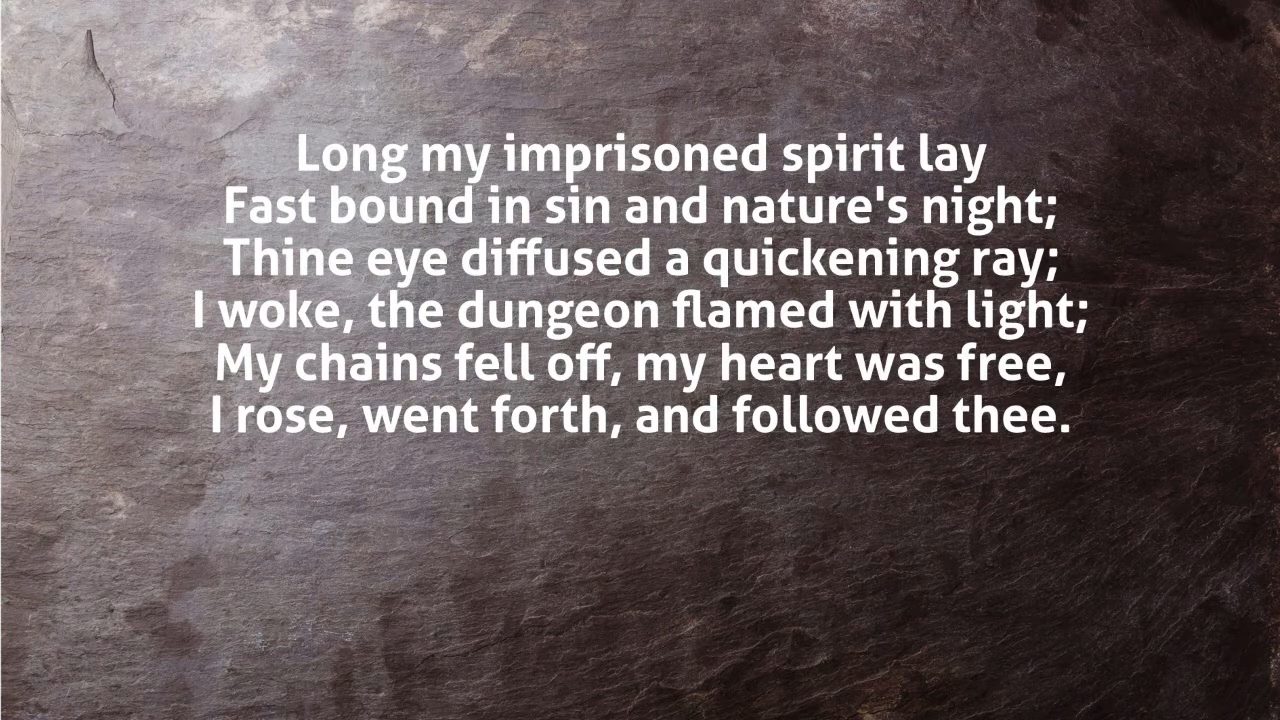 Long my imprisoned spirit lay
Fast bound in sin and nature's night;
Thine eye diffused a quickening ray;
I woke, the dungeon flamed with light;
My chains fell off, my heart was free,
I rose, went forth, and followed thee.